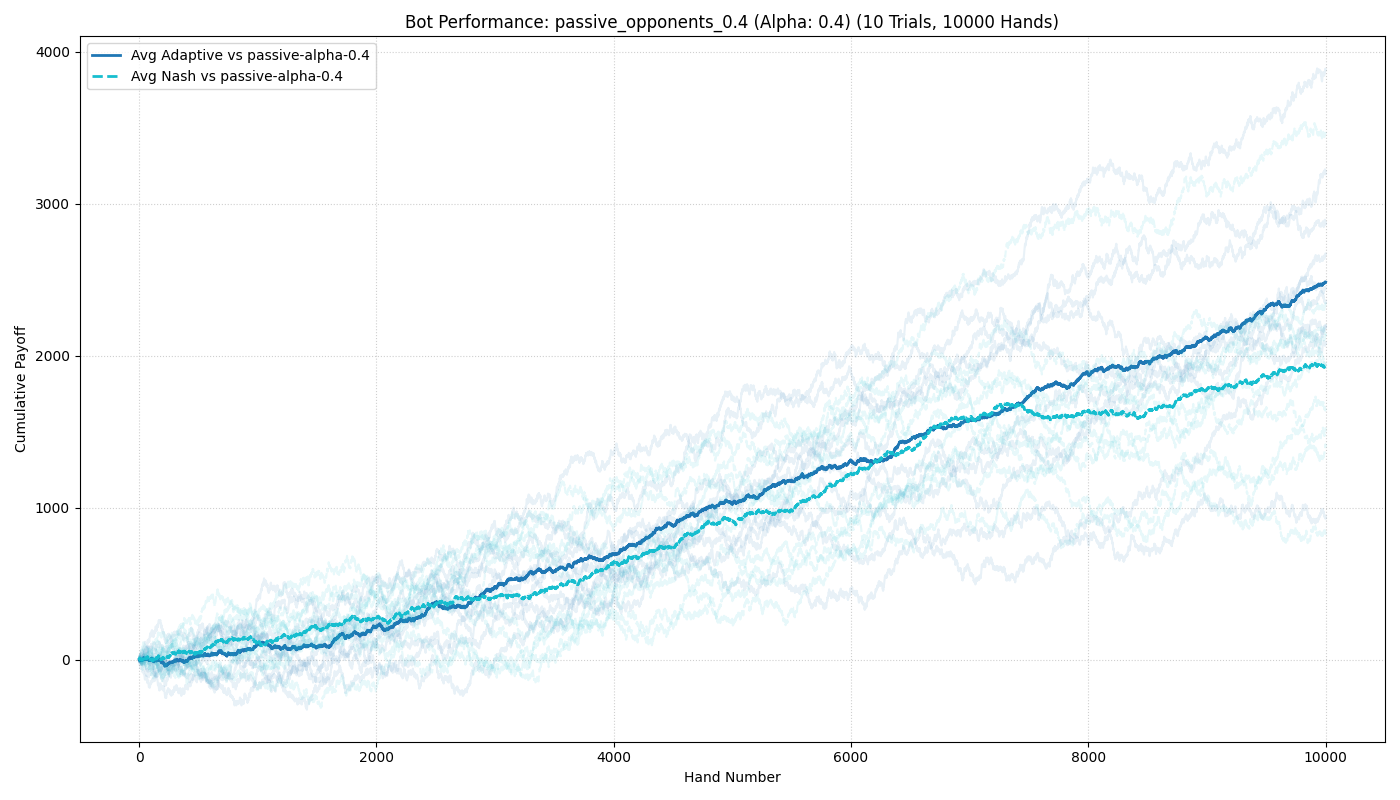 Bot Performance: passive_opponents_0.4 (Alpha: 0.4) (10 Trials, 10000 Hands)
Avg Adaptive vs passive-alpha-0.4
Avg Nash vs passive-alpha-0.4
4000
3000
2000
1000
0
Cumulative Payoff
0 2000 4000 6000 8000 10000
Hand Number